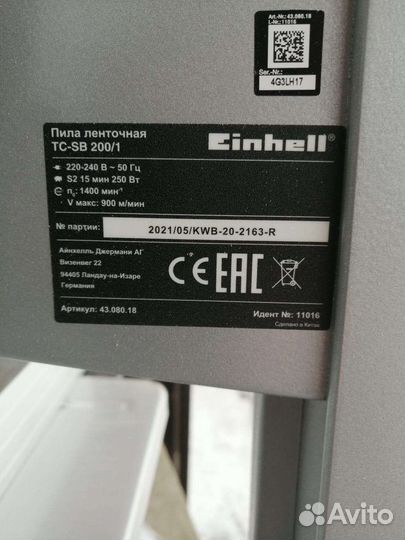 Art.-Nr.: 43.080.18
I.-Nr.: 11016
Ser.-Nr.:
4G3LH17
Пила ленточная
TC-SB 200/1
Einhell®
220-240 В ~ 50 Гц
S2 15 мин 250 Вт
n₀: 1400 мин⁻¹
V макс: 900 м/мин
№ партии:
2021/05/KWB-20-2163-R
Айнхелль Джермани АГ
Визенвег 22
94405 Ландау-на-Изаре
Германия
CE EAC
Артикул: 43.080.18
Идент №: 11016
Сделано в Китае
Avito